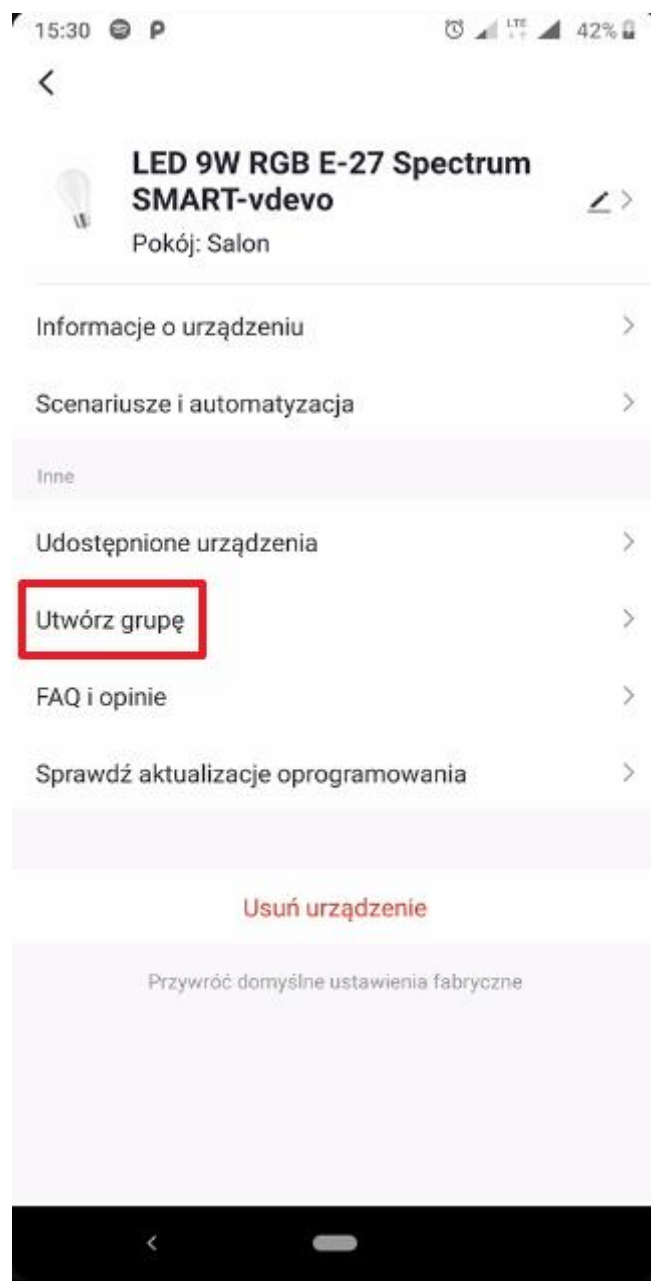 15:30 P LTE 42%
LED 9W RGB E-27 Spectrum
SMART-vdevo
Pokój: Salon
Informacje o urządzeniu
Scenariusze i automatyzacja
Inne
Udostępnione urządzenia
Utwórz grupę
FAQ i opinie
Sprawdź aktualizacje oprogramowania
Usuń urządzenie
Przywróć domyślne ustawienia fabryczne